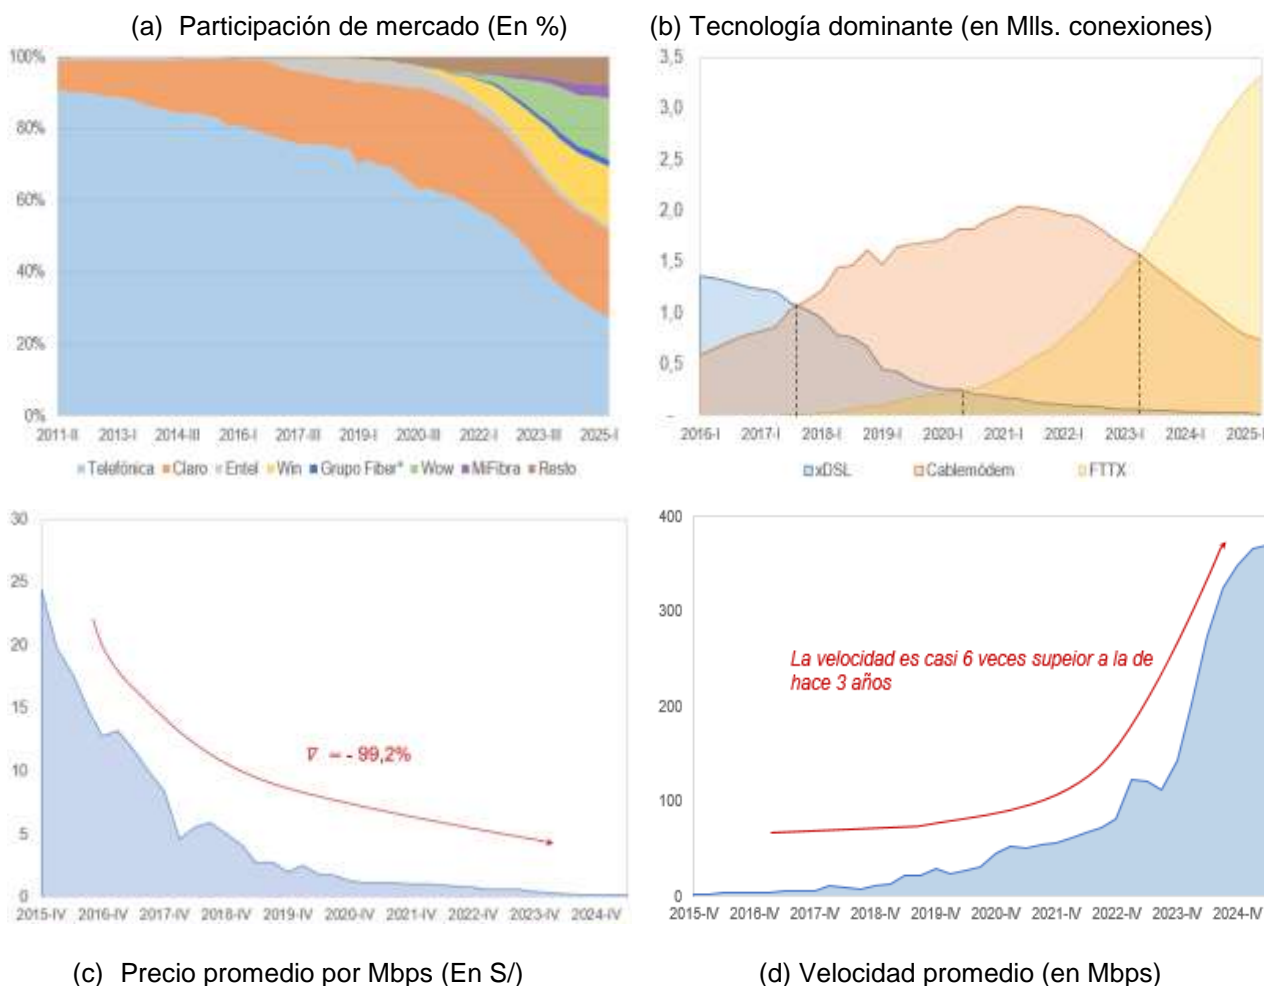 (a) Participación de mercado (En %)
(b) Tecnología dominante (en Mlls. conexiones)
100%
80%
60%
40%
20%
0%
2011-II 2013-I 2014-III 2016-I 2017-III 2019-I 2020-III 2022-I 2023-III 2025-I
Telefónica Claro Entel Win Grupo Fiber* Wow MiFibra Resto
3,5
3,0
2,5
2,0
1,5
1,0
0,5
-
2016-I 2017-I 2018-I 2019-I 2020-I 2021-I 2022-I 2023-I 2024-I 2025-I
xDSL Cablemódem FTTX
30
25
20
15
10
5
0
∇ = - 99,2%
2015-IV 2016-IV 2017-IV 2018-IV 2019-IV 2020-IV 2021-IV 2022-IV 2023-IV 2024-IV
400
300
200
100
0
La velocidad es casi 6 veces supeior a la de
hace 3 años
2015-IV 2016-IV 2017-IV 2018-IV 2019-IV 2020-IV 2021-IV 2022-IV 2023-IV 2024-IV
(c) Precio promedio por Mbps (En S/)
(d) Velocidad promedio (en Mbps)